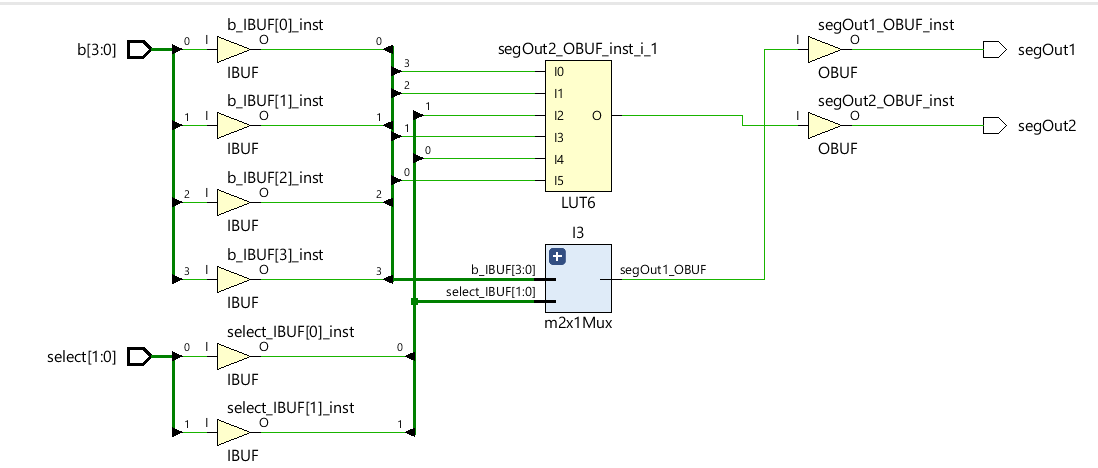 b_IBUF[0]_inst
b[3:0]
0
I
O
0
IBUF
b_IBUF[1]_inst
1
I
O
1
IBUF
b_IBUF[2]_inst
2
I
O
2
IBUF
b_IBUF[3]_inst
3
I
O
3
IBUF
select_IBUF[0]_inst
select[1:0]
0
I
O
0
IBUF
select_IBUF[1]_inst
1
I
O
1
IBUF
segOut2_OBUF_inst_i_1
3
I0
2
I1
1
I2
O
1
I3
0
I4
0
I5
LUT6
I3
b_IBUF[3:0]
segOut1_OBUF
select_IBUF[1:0]
m2x1Mux
segOut1_OBUF_inst
I
O
segOut1
OBUF
segOut2_OBUF_inst
I
O
segOut2
OBUF